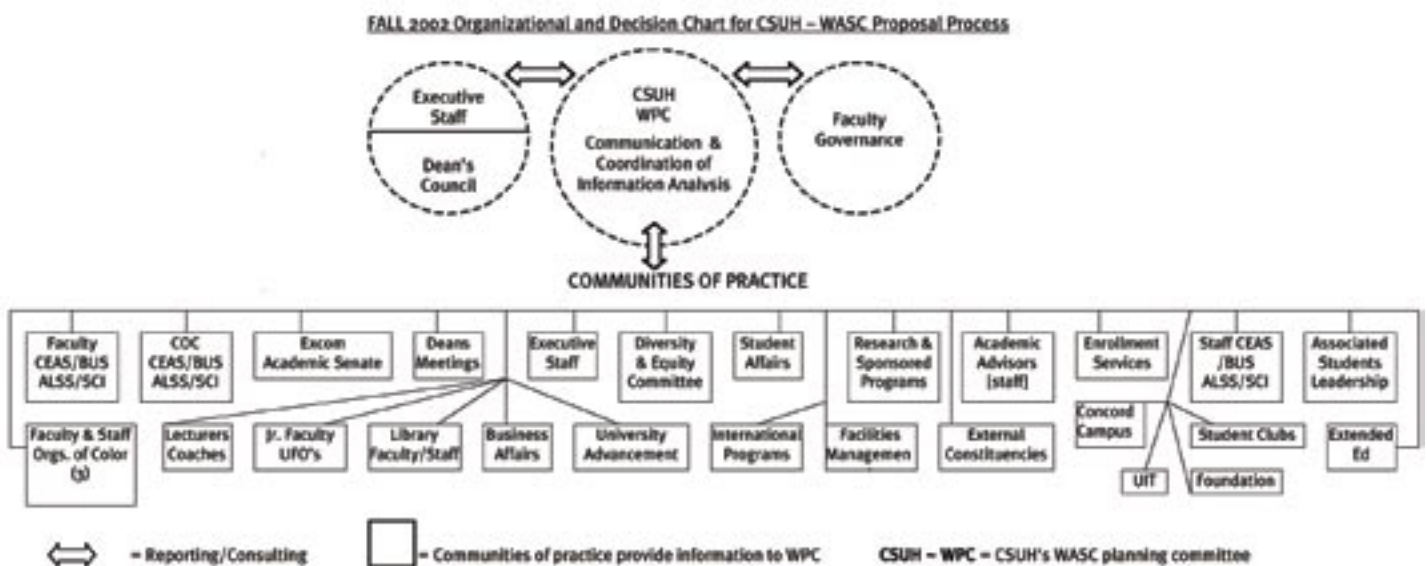 FALL 2002 Organizational and Decision Chart for CSUH – WASC Proposal Process
Executive
Staff
Dean's
Council
CSUH
WPC
Communication &
Coordination of
Information Analysis
Faculty
Governance
COMMUNITIES OF PRACTICE
Faculty
CEAS/BUS
ALSS/SCI
COC
CEAS/BUS
ALSS/SCI
Excom
Academic Senate
Deans
Meetings
Executive
Staff
Diversity
& Equity
Committee
Student
Affairs
Research &
Sponsored
Programs
Academic
Advisors
[staff]
Enrollment
Services
Staff CEAS
/BUS
ALSS/SCI
Associated
Students
Leadership
Faculty & Staff
Orgs. of Color
(3)
Lecturers
Coaches
Jr. Faculty
UFO's
Library
Faculty/Staff
Business
Affairs
University
Advancement
International
Programs
Facilities
Managemen
External
Constituencies
Concord
Campus
Student Clubs
Extended
Ed
UIT
Foundation
= Reporting/Consulting
= Communities of practice provide information to WPC
CSUH – WPC = CSUH's WASC planning committee